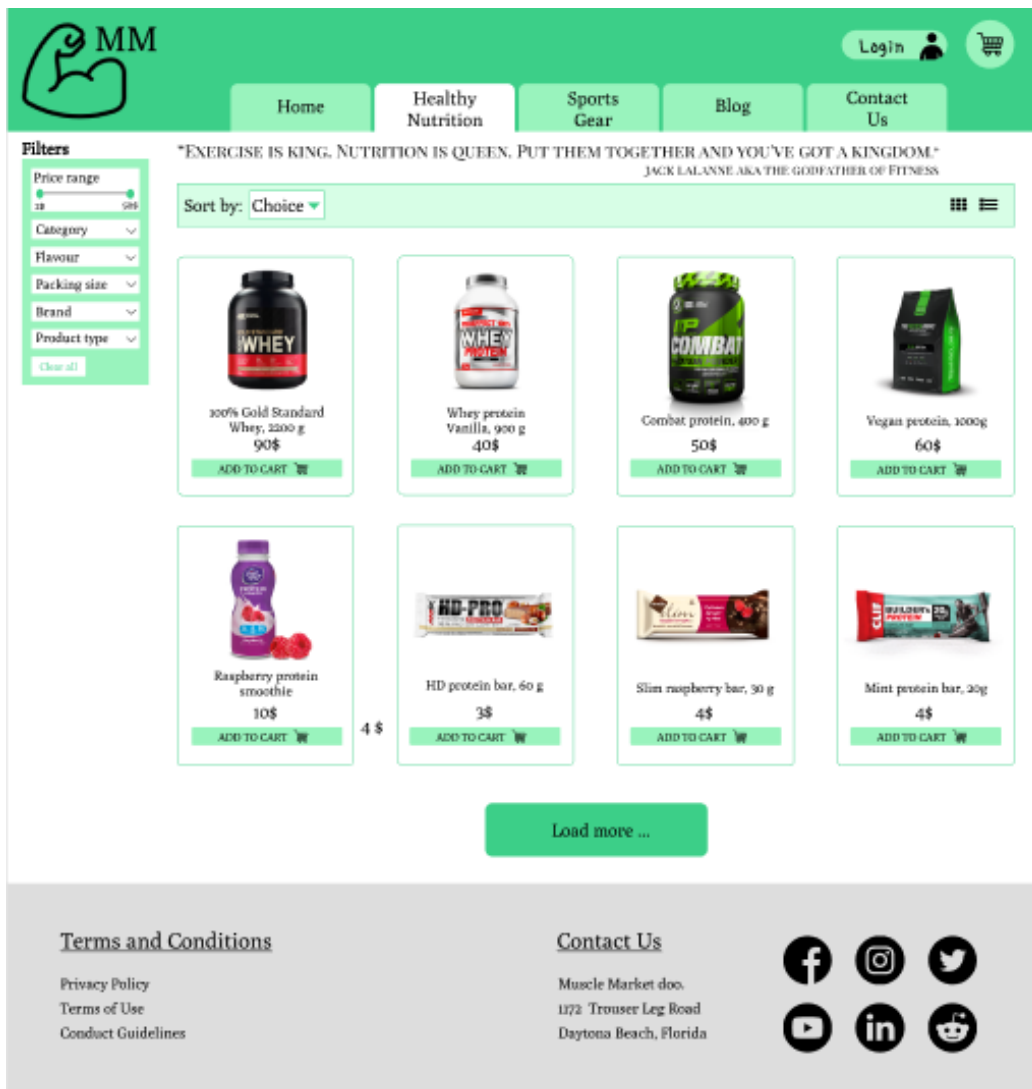 MM
Login
Home
Healthy
Nutrition
Sports
Gear
Blog
Contact
Us
Filters
"Exercise is king. Nutrition is queen. Put them together and you've got a kingdom."
Jack Lalanne aka the godfather of Fitness
Price range
Category
Flavour
Packing size
Brand
Product type
Clear all
Sort by: Choice
WHEY
WHEY
PROTEIN
COMBAT
100% Gold Standard
Whey, 2200 g
90$
ADD TO CART
Whey protein
Vanilla, 900 g
40$
ADD TO CART
Combat protein, 400 g
50$
ADD TO CART
Vegan protein, 1000g
60$
ADD TO CART
PROTEIN
HD-PRO
slim
CLIF
BUILDER'S
PROTEIN
20g
Raspberry protein
smoothie
10$
ADD TO CART
4 $
HD protein bar, 60 g
3$
ADD TO CART
Slim raspberry bar, 30 g
4$
ADD TO CART
Mint protein bar, 20g
4$
ADD TO CART
Load more ...
Terms and Conditions
Privacy Policy
Terms of Use
Conduct Guidelines
Contact Us
Muscle Market doo.
1172 Trouser Leg Road
Daytona Beach, Florida